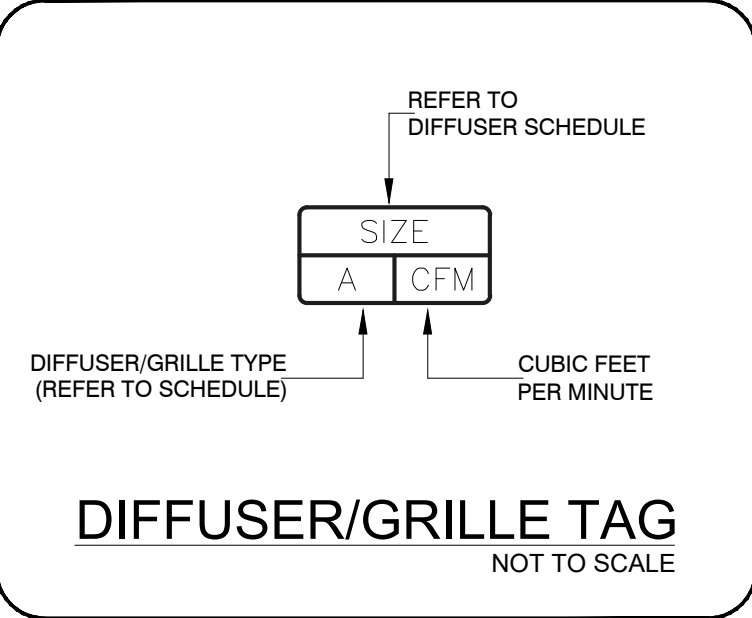 REFER TO
DIFFUSER SCHEDULE
SIZE
A CFM
DIFFUSER/GRILLE TYPE
(REFER TO SCHEDULE)
CUBIC FEET
PER MINUTE
DIFFUSER/GRILLE TAG
NOT TO SCALE